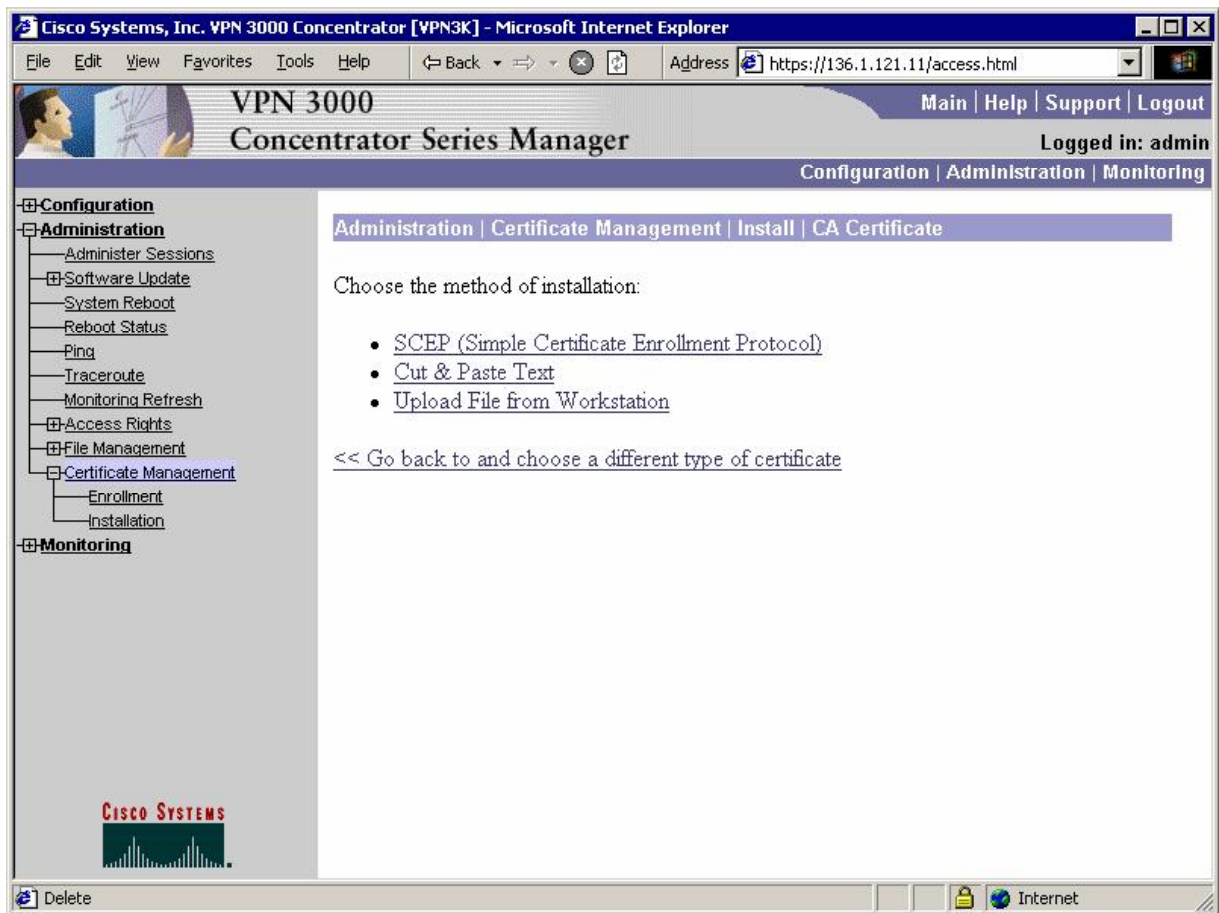 Cisco Systems, Inc. VPN 3000 Concentrator [VPN3K] - Microsoft Internet Explorer
File Edit View Favorites Tools Help Back Address https://136.1.121.11/access.html
VPN 3000
Concentrator Series Manager
Main | Help | Support | Logout
Logged in: admin
Configuration | Administration | Monitoring
Configuration
Administration
Administer Sessions
Software Update
System Reboot
Reboot Status
Ping
Traceroute
Monitoring Refresh
Access Rights
File Management
Certificate Management
Enrollment
Installation
Monitoring
Administration | Certificate Management | Install | CA Certificate
Choose the method of installation:
• SCEP (Simple Certificate Enrollment Protocol)
• Cut & Paste Text
• Upload File from Workstation
<< Go back to and choose a different type of certificate
CISCO SYSTEMS
Delete Internet